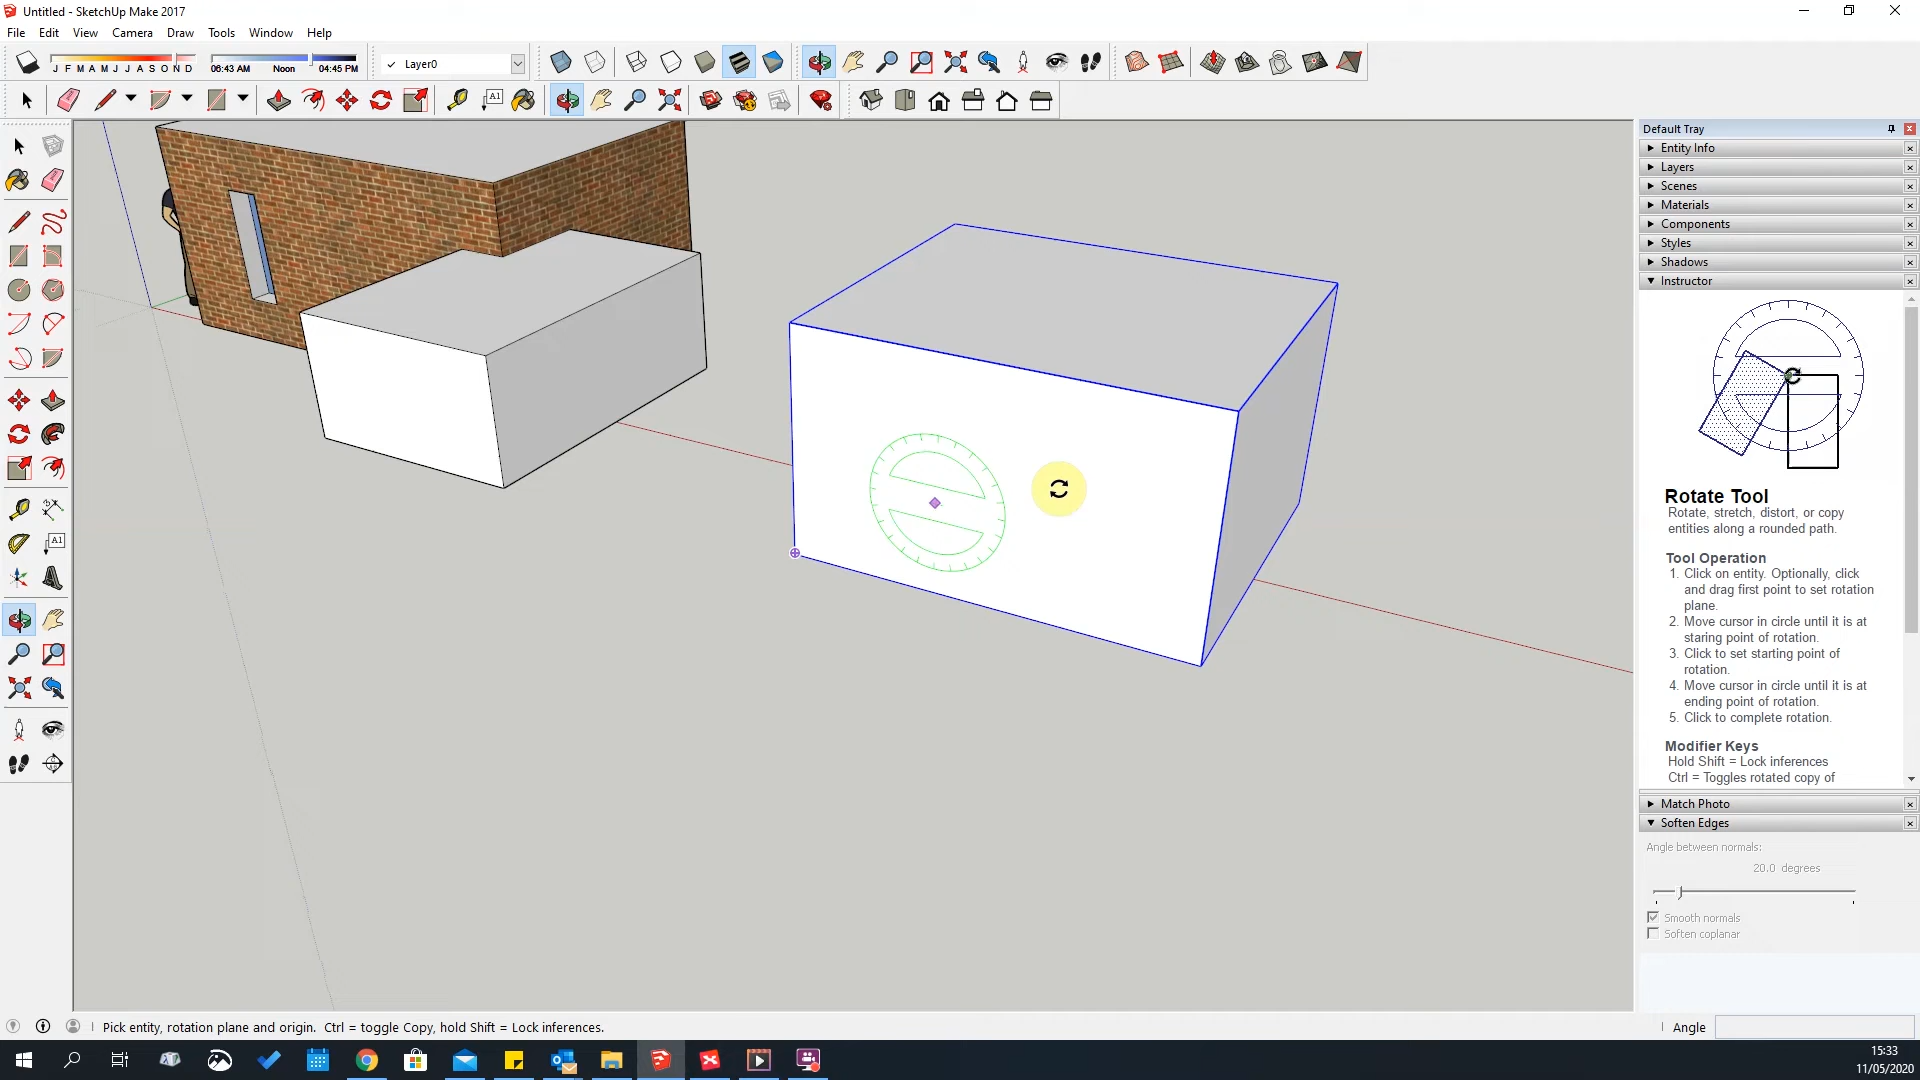 Untitled - SketchUp Make 2017
File Edit View Camera Draw Tools Window Help
J F M A M J J A S O N D
06:43 AM Noon 04:45 PM
Layer0
A1
Default Tray
Entity Info
Layers
Scenes
Materials
Components
Styles
Shadows
Instructor
A1
Rotate Tool
Rotate, stretch, distort, or copy
entities along a rounded path.
Tool Operation
1. Click on entity. Optionally, click
and drag first point to set rotation
plane.
2. Move cursor in circle until it is at
staring point of rotation.
3. Click to set starting point of
rotation.
4. Move cursor in circle until it is at
ending point of rotation.
5. Click to complete rotation.
Modifier Keys
Hold Shift = Lock inferences
Ctrl = Toggles rotated copy of
Match Photo
Soften Edges
Angle between normals:
20.0 degrees
Smooth normals
Soften coplanar
Pick entity, rotation plane and origin. Ctrl = toggle Copy, hold Shift = Lock inferences.
Angle
15:33
11/05/2020